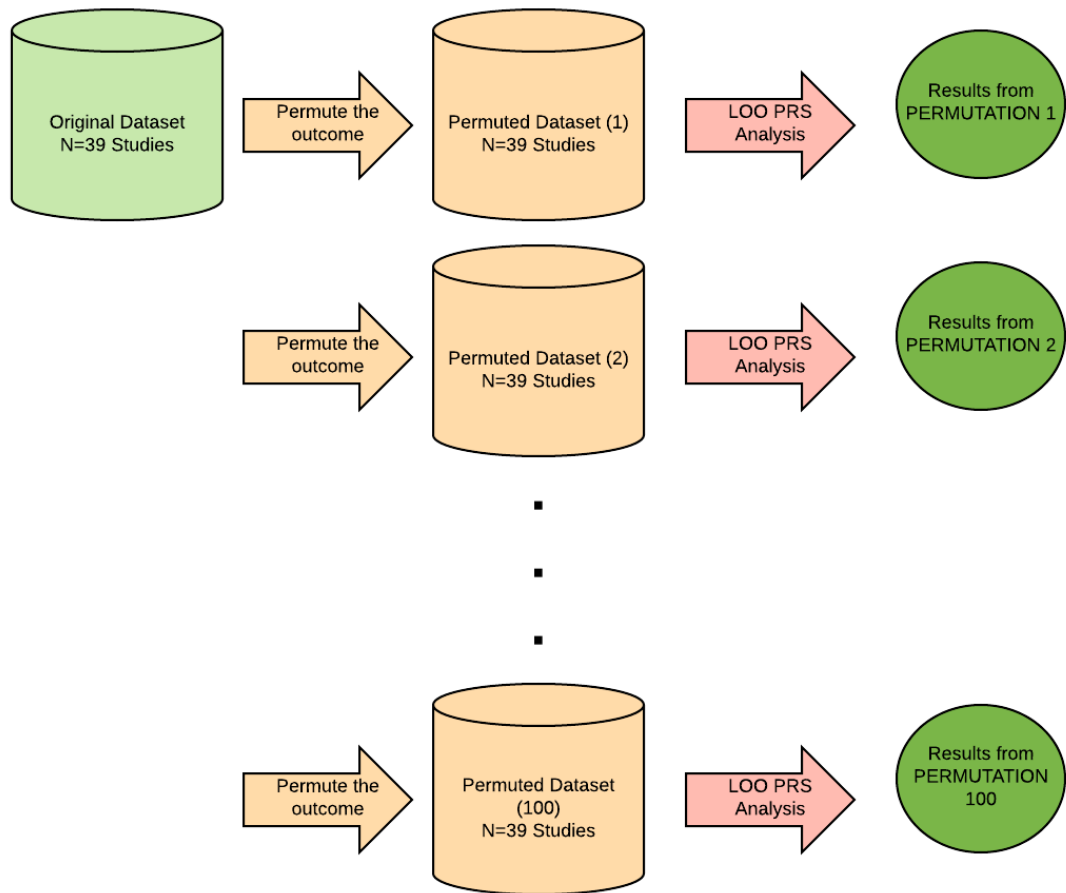 Original Dataset
N=39 Studies
Permute the
outcome
Permuted Dataset (1)
N=39 Studies
LOO PRS
Analysis
Results from
PERMUTATION 1
Permute the
outcome
Permuted Dataset (2)
N=39 Studies
LOO PRS
Analysis
Results from
PERMUTATION 2
Permute the
outcome
Permuted Dataset
(100)
N=39 Studies
LOO PRS
Analysis
Results from
PERMUTATION
100